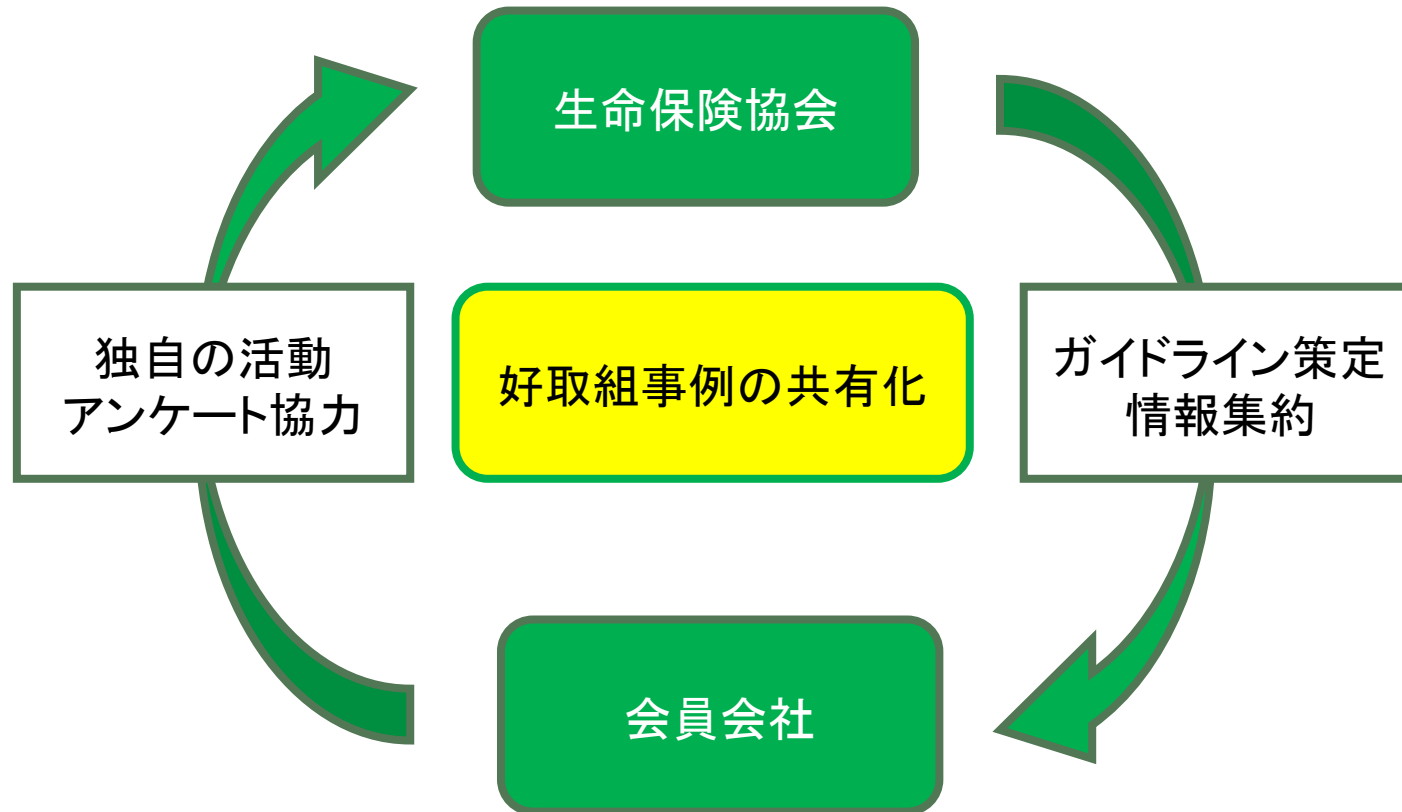 生命保険協会
独自の活動
アンケート協力
好取組事例の共有化
ガイドライン策定
情報集約
会員会社